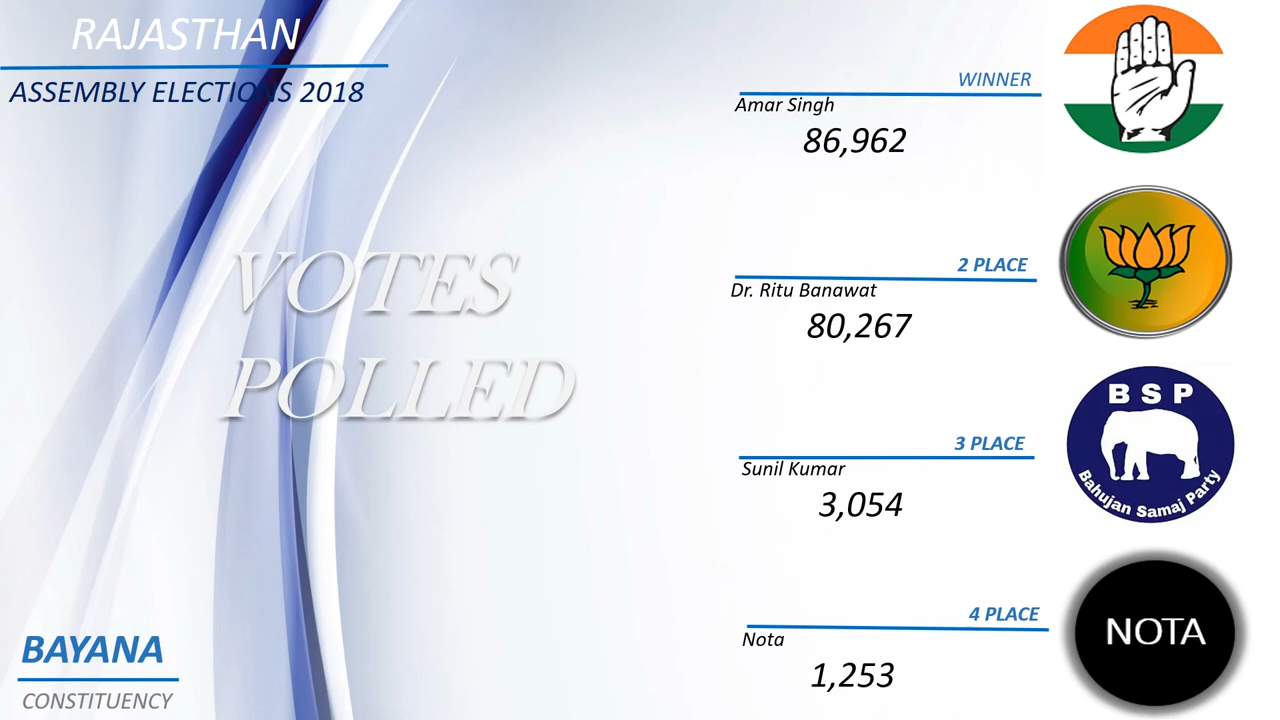 RAJASTHAN
ASSEMBLY ELECTIONS 2018
VOTES
POLLED
BAYANA
CONSTITUENCY
WINNER
Amar Singh
86,962
2 PLACE
Dr. Ritu Banawat
80,267
3 PLACE
Sunil Kumar
3,054
BSP
Bahujan Samaj Party
4 PLACE
Nota
1,253
NOTA